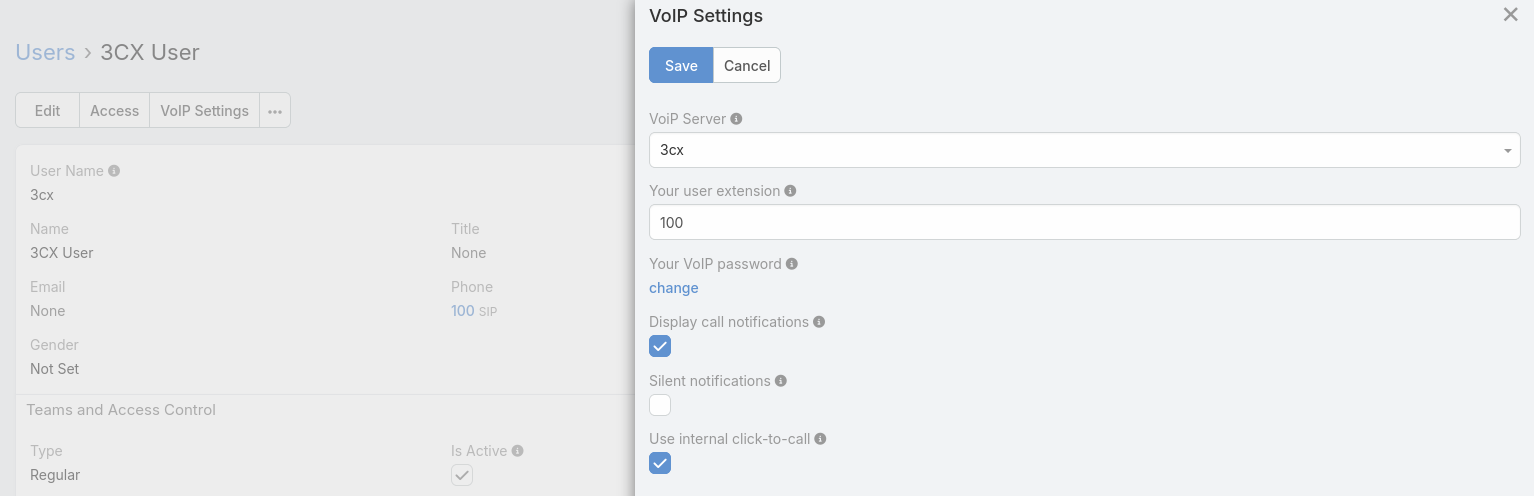 Users › 3CX User
Edit Access VoIP Settings ···
User Name
3cx
Name Title
3CX User None
Email Phone
None 100 SIP
Gender
Not Set
Teams and Access Control
Type Is Active
Regular
VoIP Settings
Save Cancel
VoiP Server
3cx
Your user extension
100
Your VoIP password
change
Display call notifications
Silent notifications
Use internal click-to-call